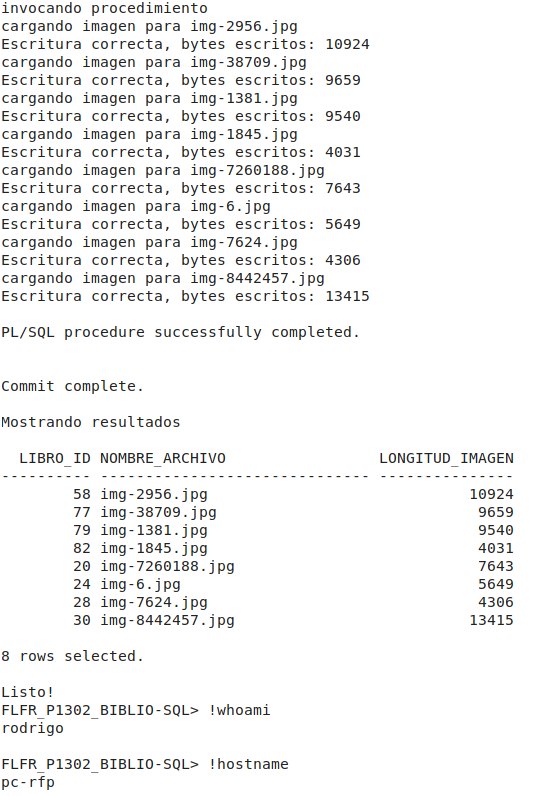 invocando procedimiento
cargando imagen para img-2956.jpg
Escritura correcta, bytes escritos: 10924
cargando imagen para img-38709.jpg
Escritura correcta, bytes escritos: 9659
cargando imagen para img-1381.jpg
Escritura correcta, bytes escritos: 9540
cargando imagen para img-1845.jpg
Escritura correcta, bytes escritos: 4031
cargando imagen para img-7260188.jpg
Escritura correcta, bytes escritos: 7643
cargando imagen para img-6.jpg
Escritura correcta, bytes escritos: 5649
cargando imagen para img-7624.jpg
Escritura correcta, bytes escritos: 4306
cargando imagen para img-8442457.jpg
Escritura correcta, bytes escritos: 13415

PL/SQL procedure successfully completed.

Commit complete.

Mostrando resultados

  LIBRO_ID NOMBRE_ARCHIVO                 LONGITUD_IMAGEN
---------- ------------------------------ ---------------
        58 img-2956.jpg                             10924
        77 img-38709.jpg                             9659
        79 img-1381.jpg                              9540
        82 img-1845.jpg                              4031
        20 img-7260188.jpg                           7643
        24 img-6.jpg                                 5649
        28 img-7624.jpg                              4306
        30 img-8442457.jpg                          13415

8 rows selected.

Listo!
FLFR_P1302_BIBLIO-SQL> !whoami
rodrigo

FLFR_P1302_BIBLIO-SQL> !hostname
pc-rfp